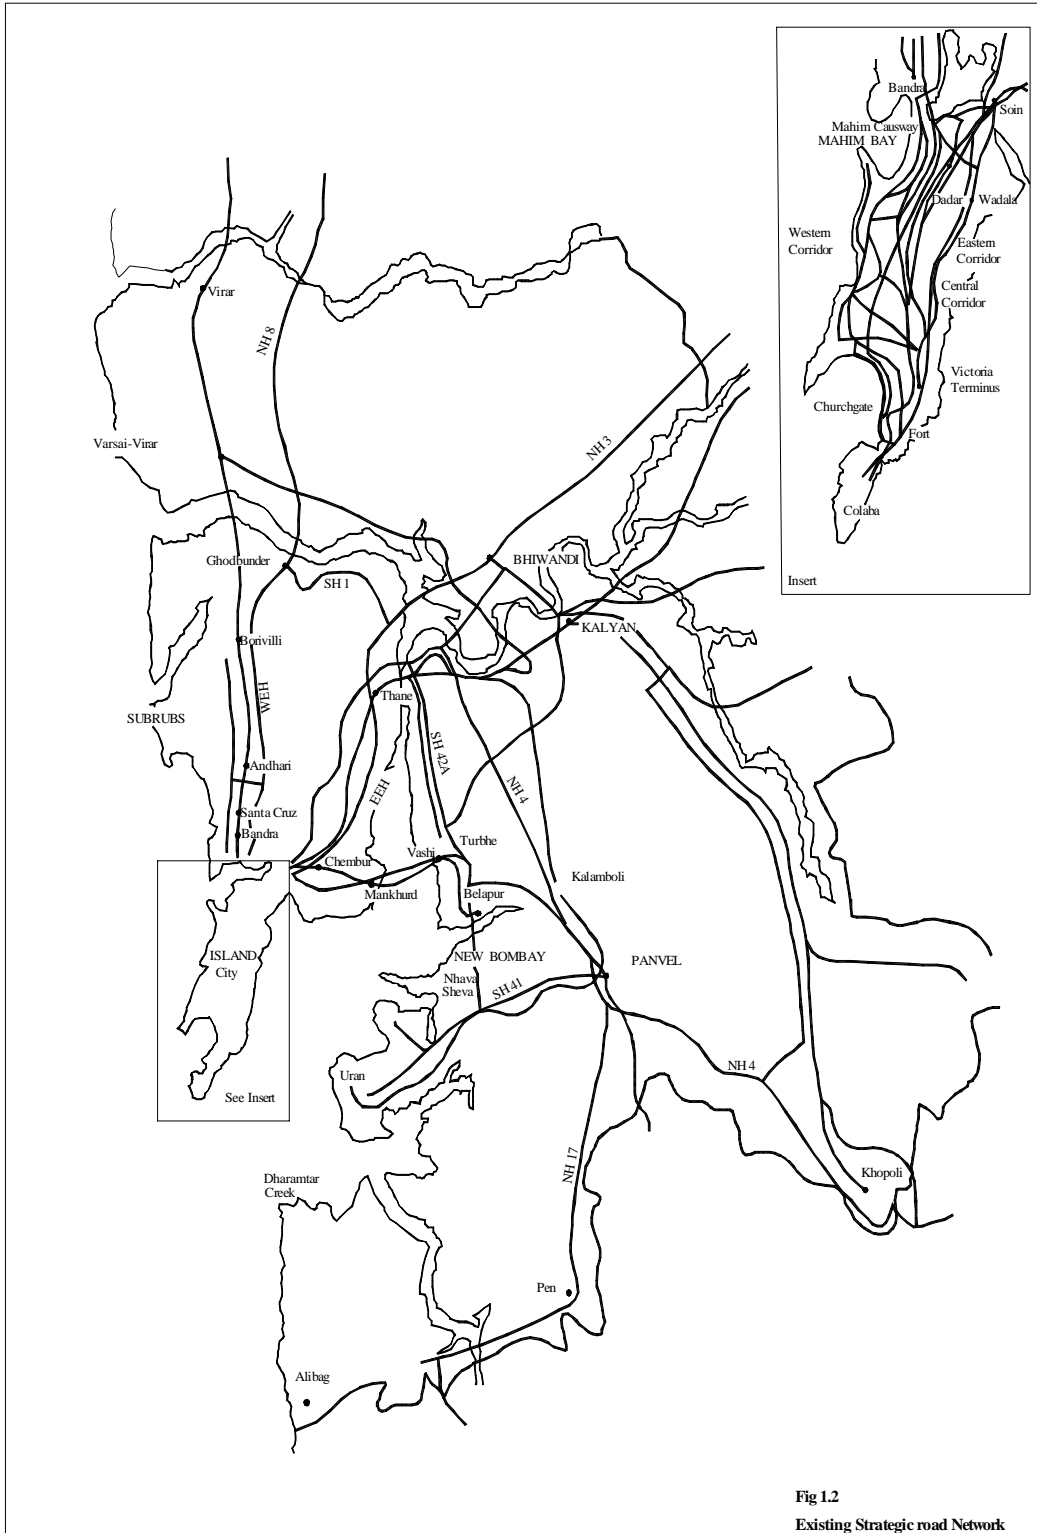 Bandra
Soin
Mahim Causway
MAHIM BAY
Dadar
Wadala
Western
Corridor
Eastern
Corridor
Central
Corridor
Victoria
Terminus
Churchgate
Fort
Colaba
Insert
Virar
NH 8
NH 3
Varsai-Virar
Ghodbunder
SH 1
BHIWANDI
KALYAN
Borivilli
WEH
Thane
SUBRUBS
SH 42A
Andhari
EEH
NH 4
Santa Cruz
Bandra
Turbhe
Vashi
Chembur
Mankhurd
Kalamboli
Belapur
ISLAND
City
NEW BOMBAY
PANVEL
Nhava
Sheva
SH 41
Uran
NH 4
See Insert
NH 17
Khopoli
Dharamtar
Creek
Pen
Alibag
Fig 1.2
Existing Strategic road Network